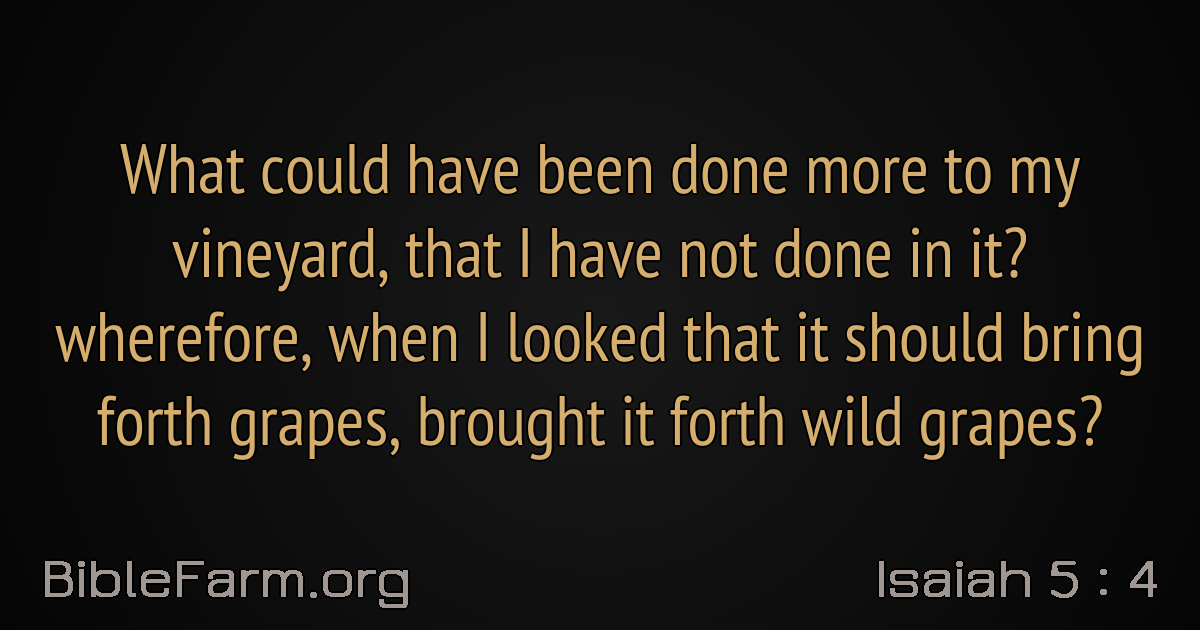 What could have been done more to my
vineyard, that I have not done in it?
wherefore, when I looked that it should bring
forth grapes, brought it forth wild grapes?
BibleFarm.org
Isaiah 5 : 4